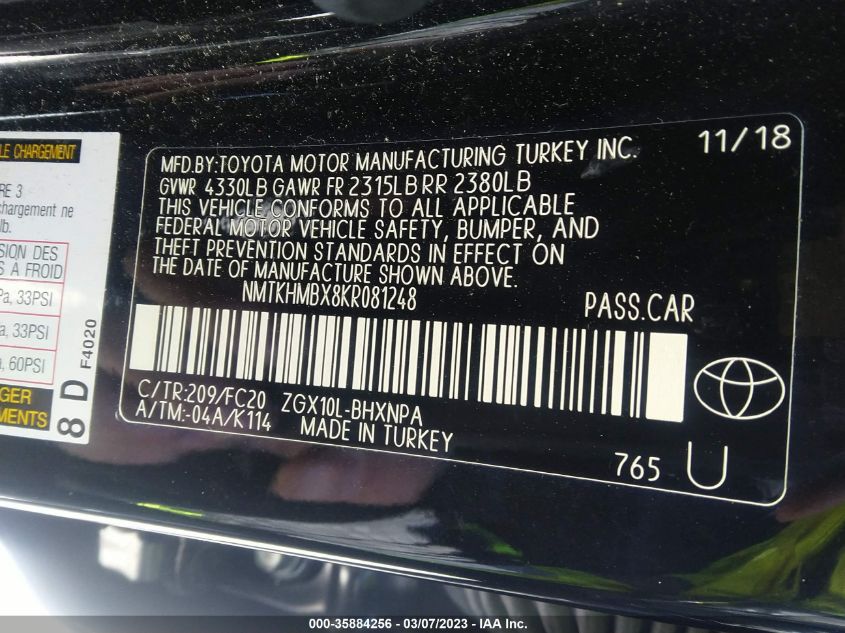 LE CHARGEMENT
RE 3
chargement ne
lb.
SION DES
S À FROID
Pa, 33PSI
a, 33PSI
a, 60PSI
GER
EMENTS
8 D
F4020
11/18
MFD.BY:TOYOTA MOTOR MANUFACTURING TURKEY INC.
GVWR 4330LB GAWR FR 2315LB RR 2380LB
THIS VEHICLE CONFORMS TO ALL APPLICABLE
FEDERAL MOTOR VEHICLE SAFETY, BUMPER, AND
THEFT PREVENTION STANDARDS IN EFFECT ON
THE DATE OF MANUFACTURE SHOWN ABOVE.
NMTKHMBX8KR081248
PASS.CAR
C/TR:209/FC20 ZGX10L-BHXNPA
A/TM:-04A/K114 MADE IN TURKEY
765 U
000-35884256 - 03/07/2023 - IAA Inc.